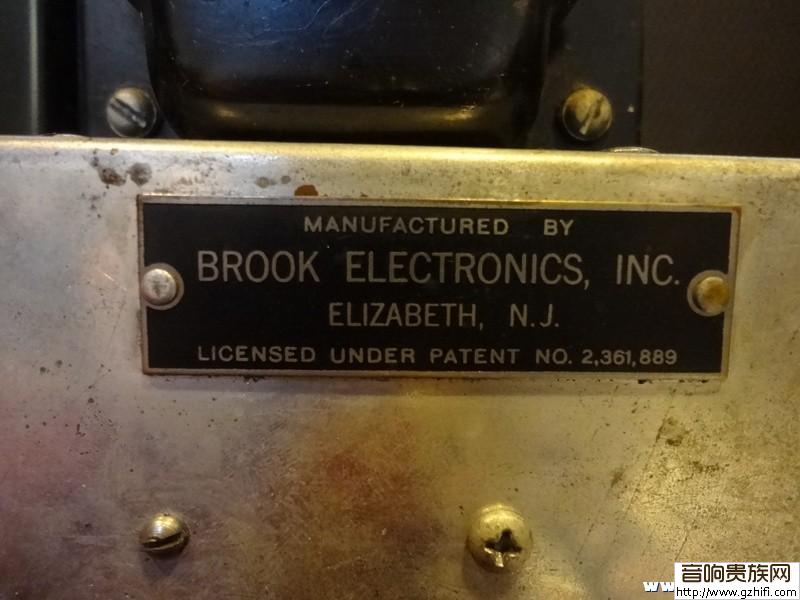 MANUFACTURED BY
BROOK ELECTRONICS, INC.
ELIZABETH, N.J.
LICENSED UNDER PATENT NO. 2,361,889
音响贵族网
http://www.gzhifi.com